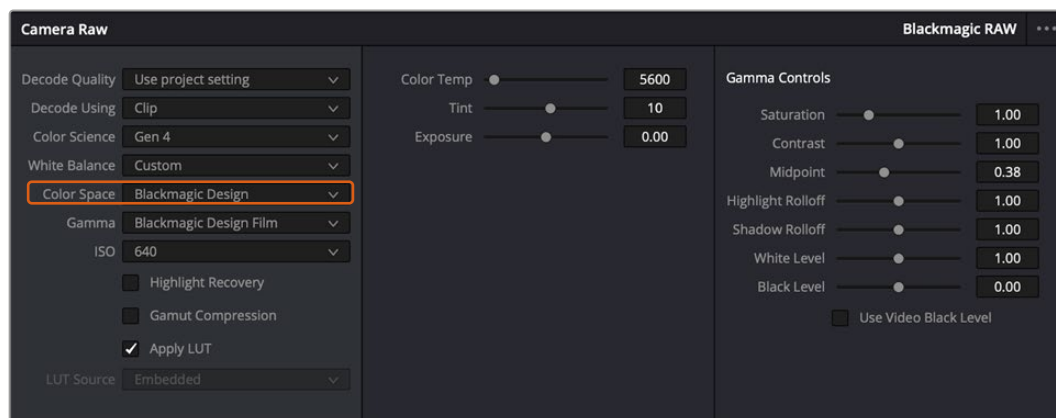 Camera Raw
Blackmagic RAW
Decode Quality Use project setting
Decode Using Clip
Color Science Gen 4
White Balance Custom
Color Space Blackmagic Design
Gamma Blackmagic Design Film
ISO 640
Highlight Recovery
Gamut Compression
Apply LUT
LUT Source Embedded
Color Temp 5600
Tint 10
Exposure 0.00
Gamma Controls
Saturation 1.00
Contrast 1.00
Midpoint 0.38
Highlight Rolloff 1.00
Shadow Rolloff 1.00
White Level 1.00
Black Level 0.00
Use Video Black Level